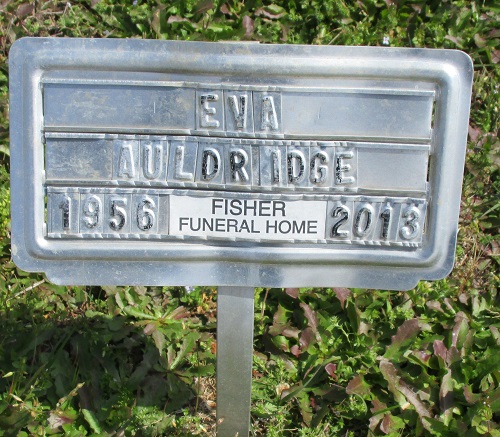 EVA
AULDRIDGE
1956 FISHER FUNERAL HOME 2013